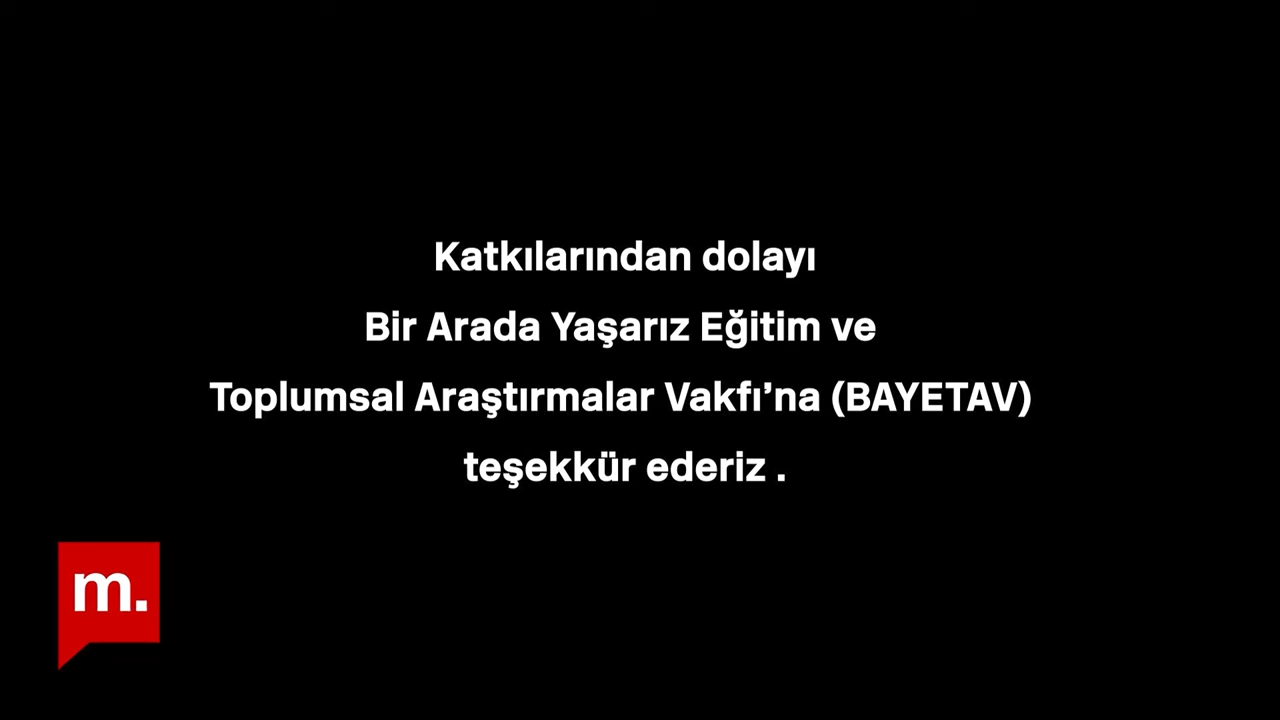 Katkılarından dolayı
Bir Arada Yaşarız Eğitim ve
Toplumsal Araştırmalar Vakfı’na (BAYETAV)
teşekkür ederiz .
m.